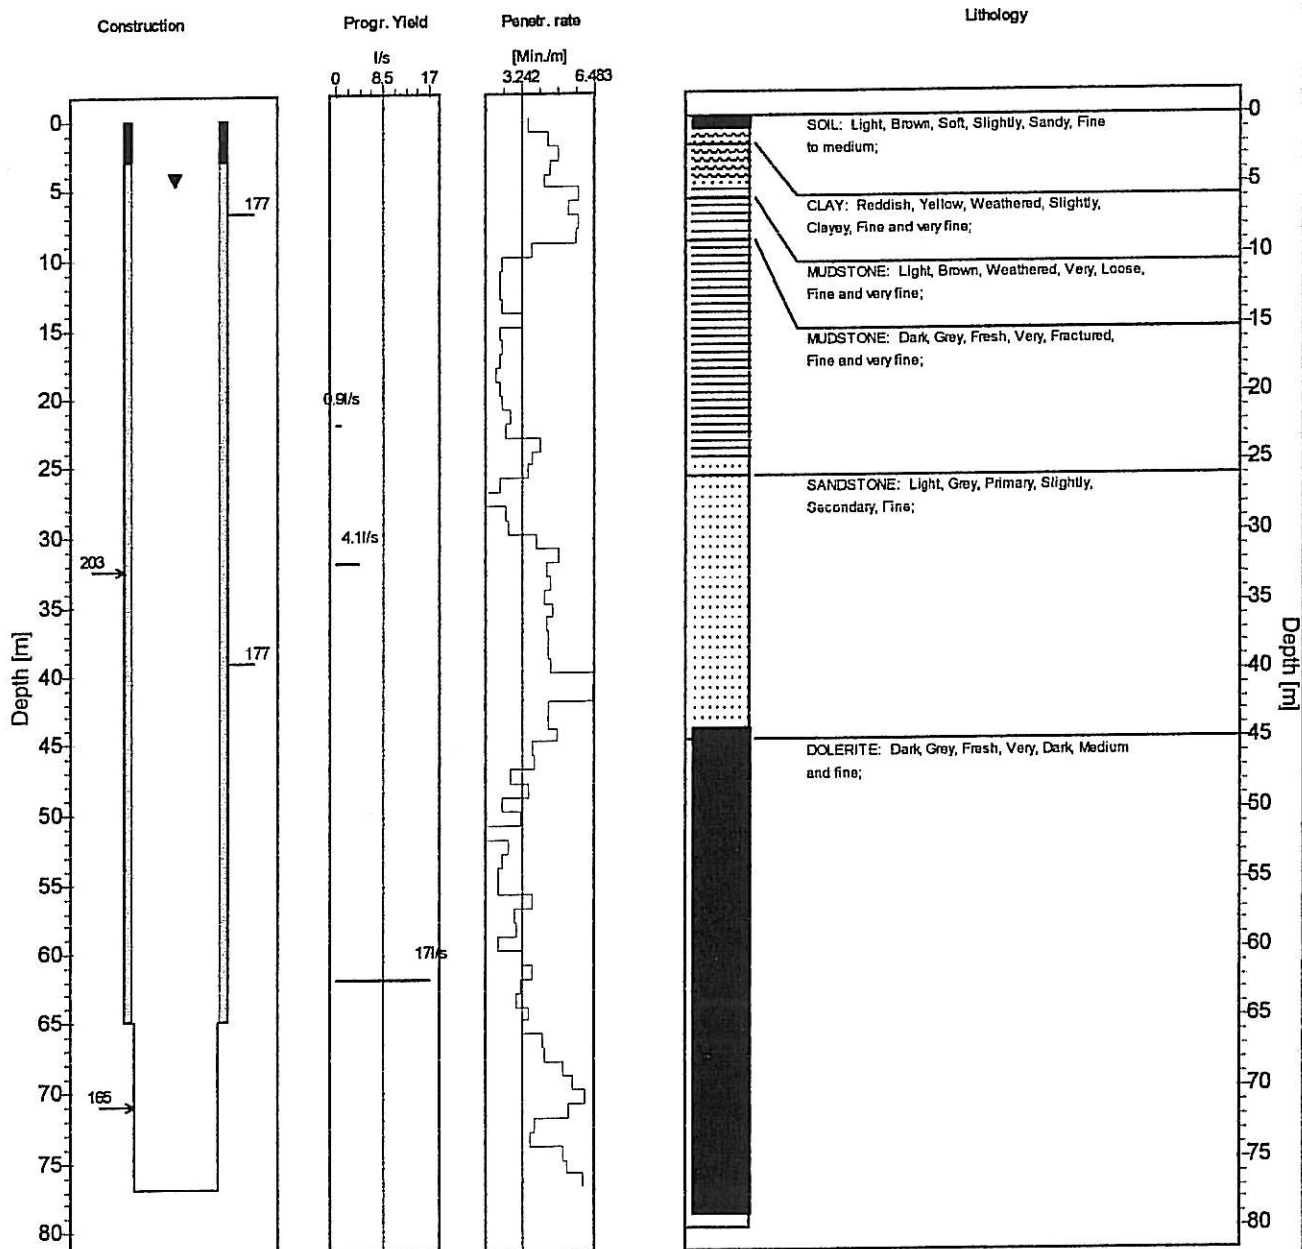 Construction
Progr. Yield
Penetr. rate
Lithology
l/s
[Min./m]
0 8.5 17
3.242 6.483
0
5
10
15
20
25
30
35
40
45
50
55
60
65
70
75
80
Depth [m]
177
203
177
165
0.9l/s
4.1l/s
17l/s
SOIL: Light, Brown, Soft, Slightly, Sandy, Fine
to medium;
CLAY: Reddish, Yellow, Weathered, Slightly,
Clayey, Fine and very fine;
MUDSTONE: Light, Brown, Weathered, Very, Loose,
Fine and very fine;
MUDSTONE: Dark, Grey, Fresh, Very, Fractured,
Fine and very fine;
SANDSTONE: Light, Grey, Primary, Slightly,
Secondary, Fine;
DOLERITE: Dark, Grey, Fresh, Very, Dark, Medium
and fine;
0
5
10
15
20
25
30
35
40
45
50
55
60
65
70
75
80
Depth [m]